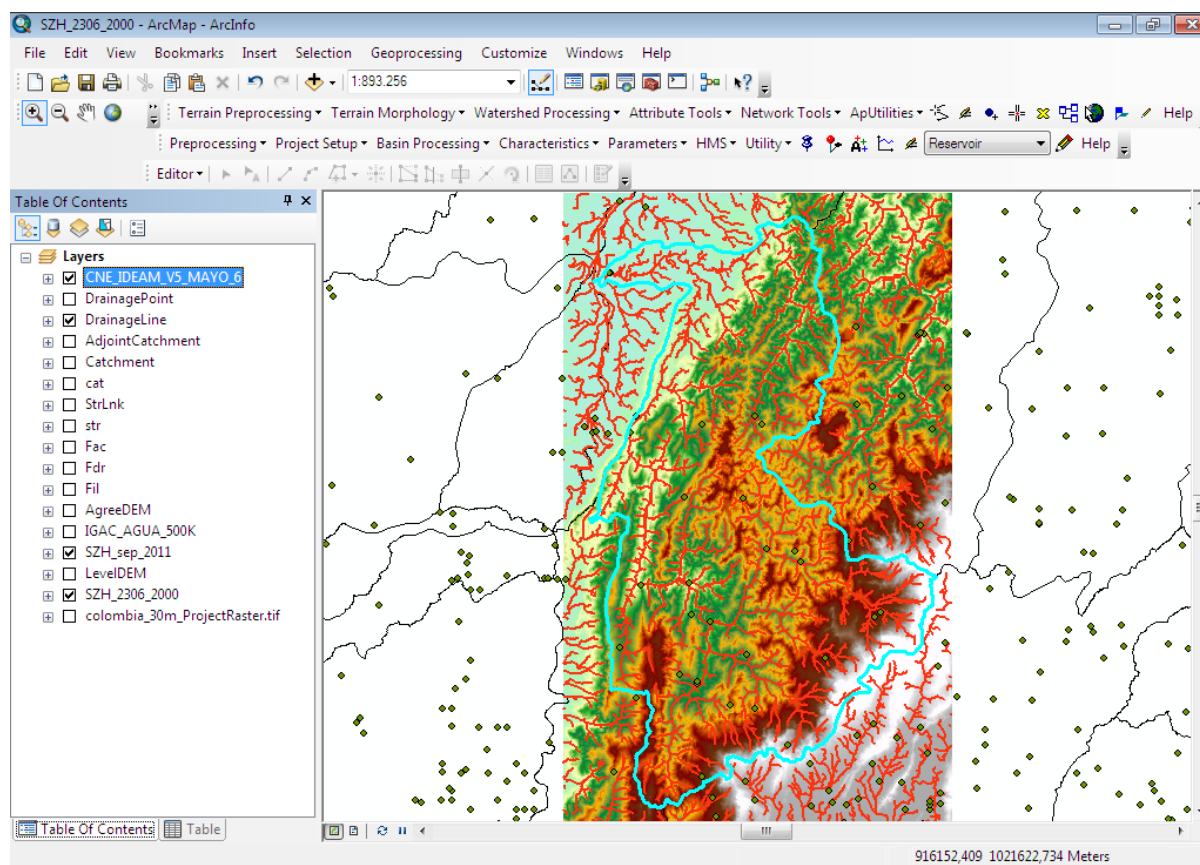 SZH_2306_2000 - ArcMap - ArcInfo
File Edit View Bookmarks Insert Selection Geoprocessing Customize Windows Help
1:893.256
Terrain Preprocessing Terrain Morphology Watershed Processing Attribute Tools Network Tools ApUtilities Help
Preprocessing Project Setup Basin Processing Characteristics Parameters HMS Utility Reservoir Help
Editor
Table Of Contents
Layers
CNE_IDEAM_V5_MAYO_6
DrainagePoint
DrainageLine
AdjointCatchment
Catchment
cat
StrLnk
str
Fac
Fdr
Fil
AgreeDEM
IGAC_AGUA_500K
SZH_sep_2011
LevelDEM
SZH_2306_2000
colombia_30m_ProjectRaster.tif
Table Of Contents Table
916152,409 1021622,734 Meters